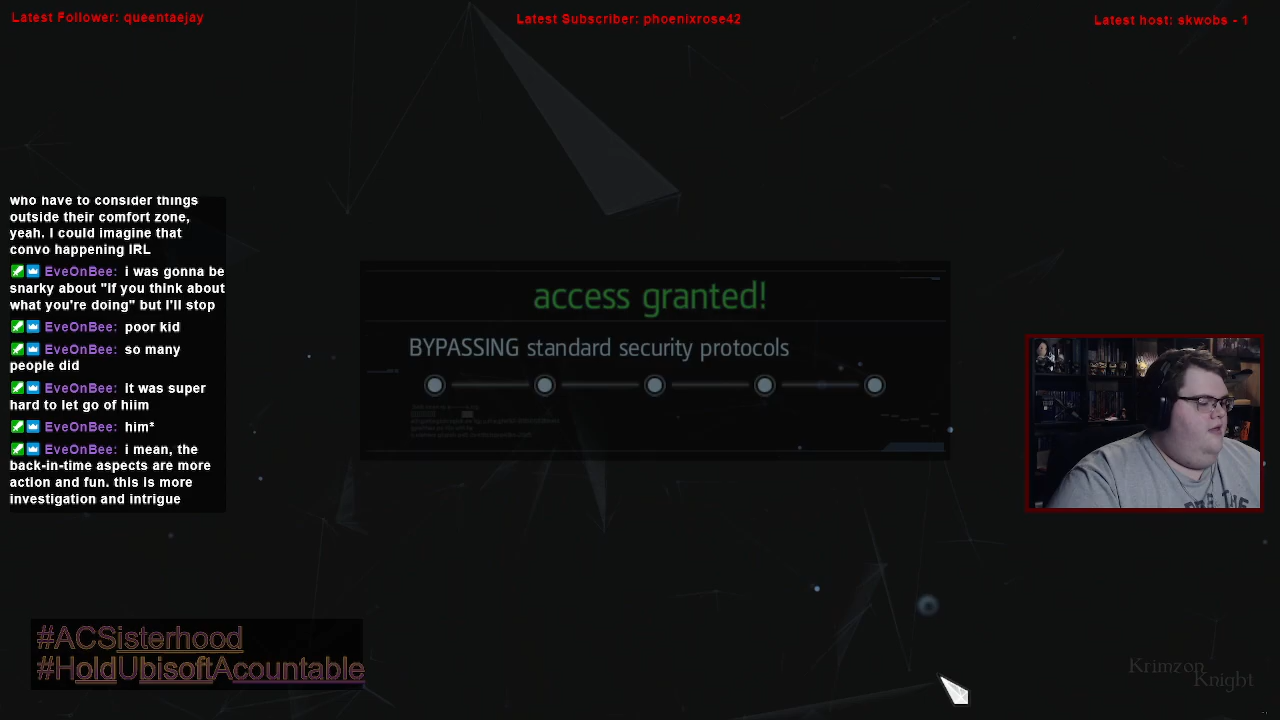 Latest Follower: queentaejay
Latest Subscriber: phoenixrose42
Latest host: skwobs - 1
who have to consider things
outside their comfort zone,
yeah. I could imagine that
convo happening IRL
EveOnBee: i was gonna be
snarky about "if you think about
what you're doing" but I'll stop
EveOnBee: poor kid
EveOnBee: so many
people did
EveOnBee: It was super
hard to let go of hiim
EveOnBee: him*
EveOnBee: i mean, the
back-in-time aspects are more
action and fun. this is more
investigation and intrigue
access granted!
BYPASSING standard security protocols
#ACSisterhood
#HoldUbisoftAcountable
Krimzon
Knight